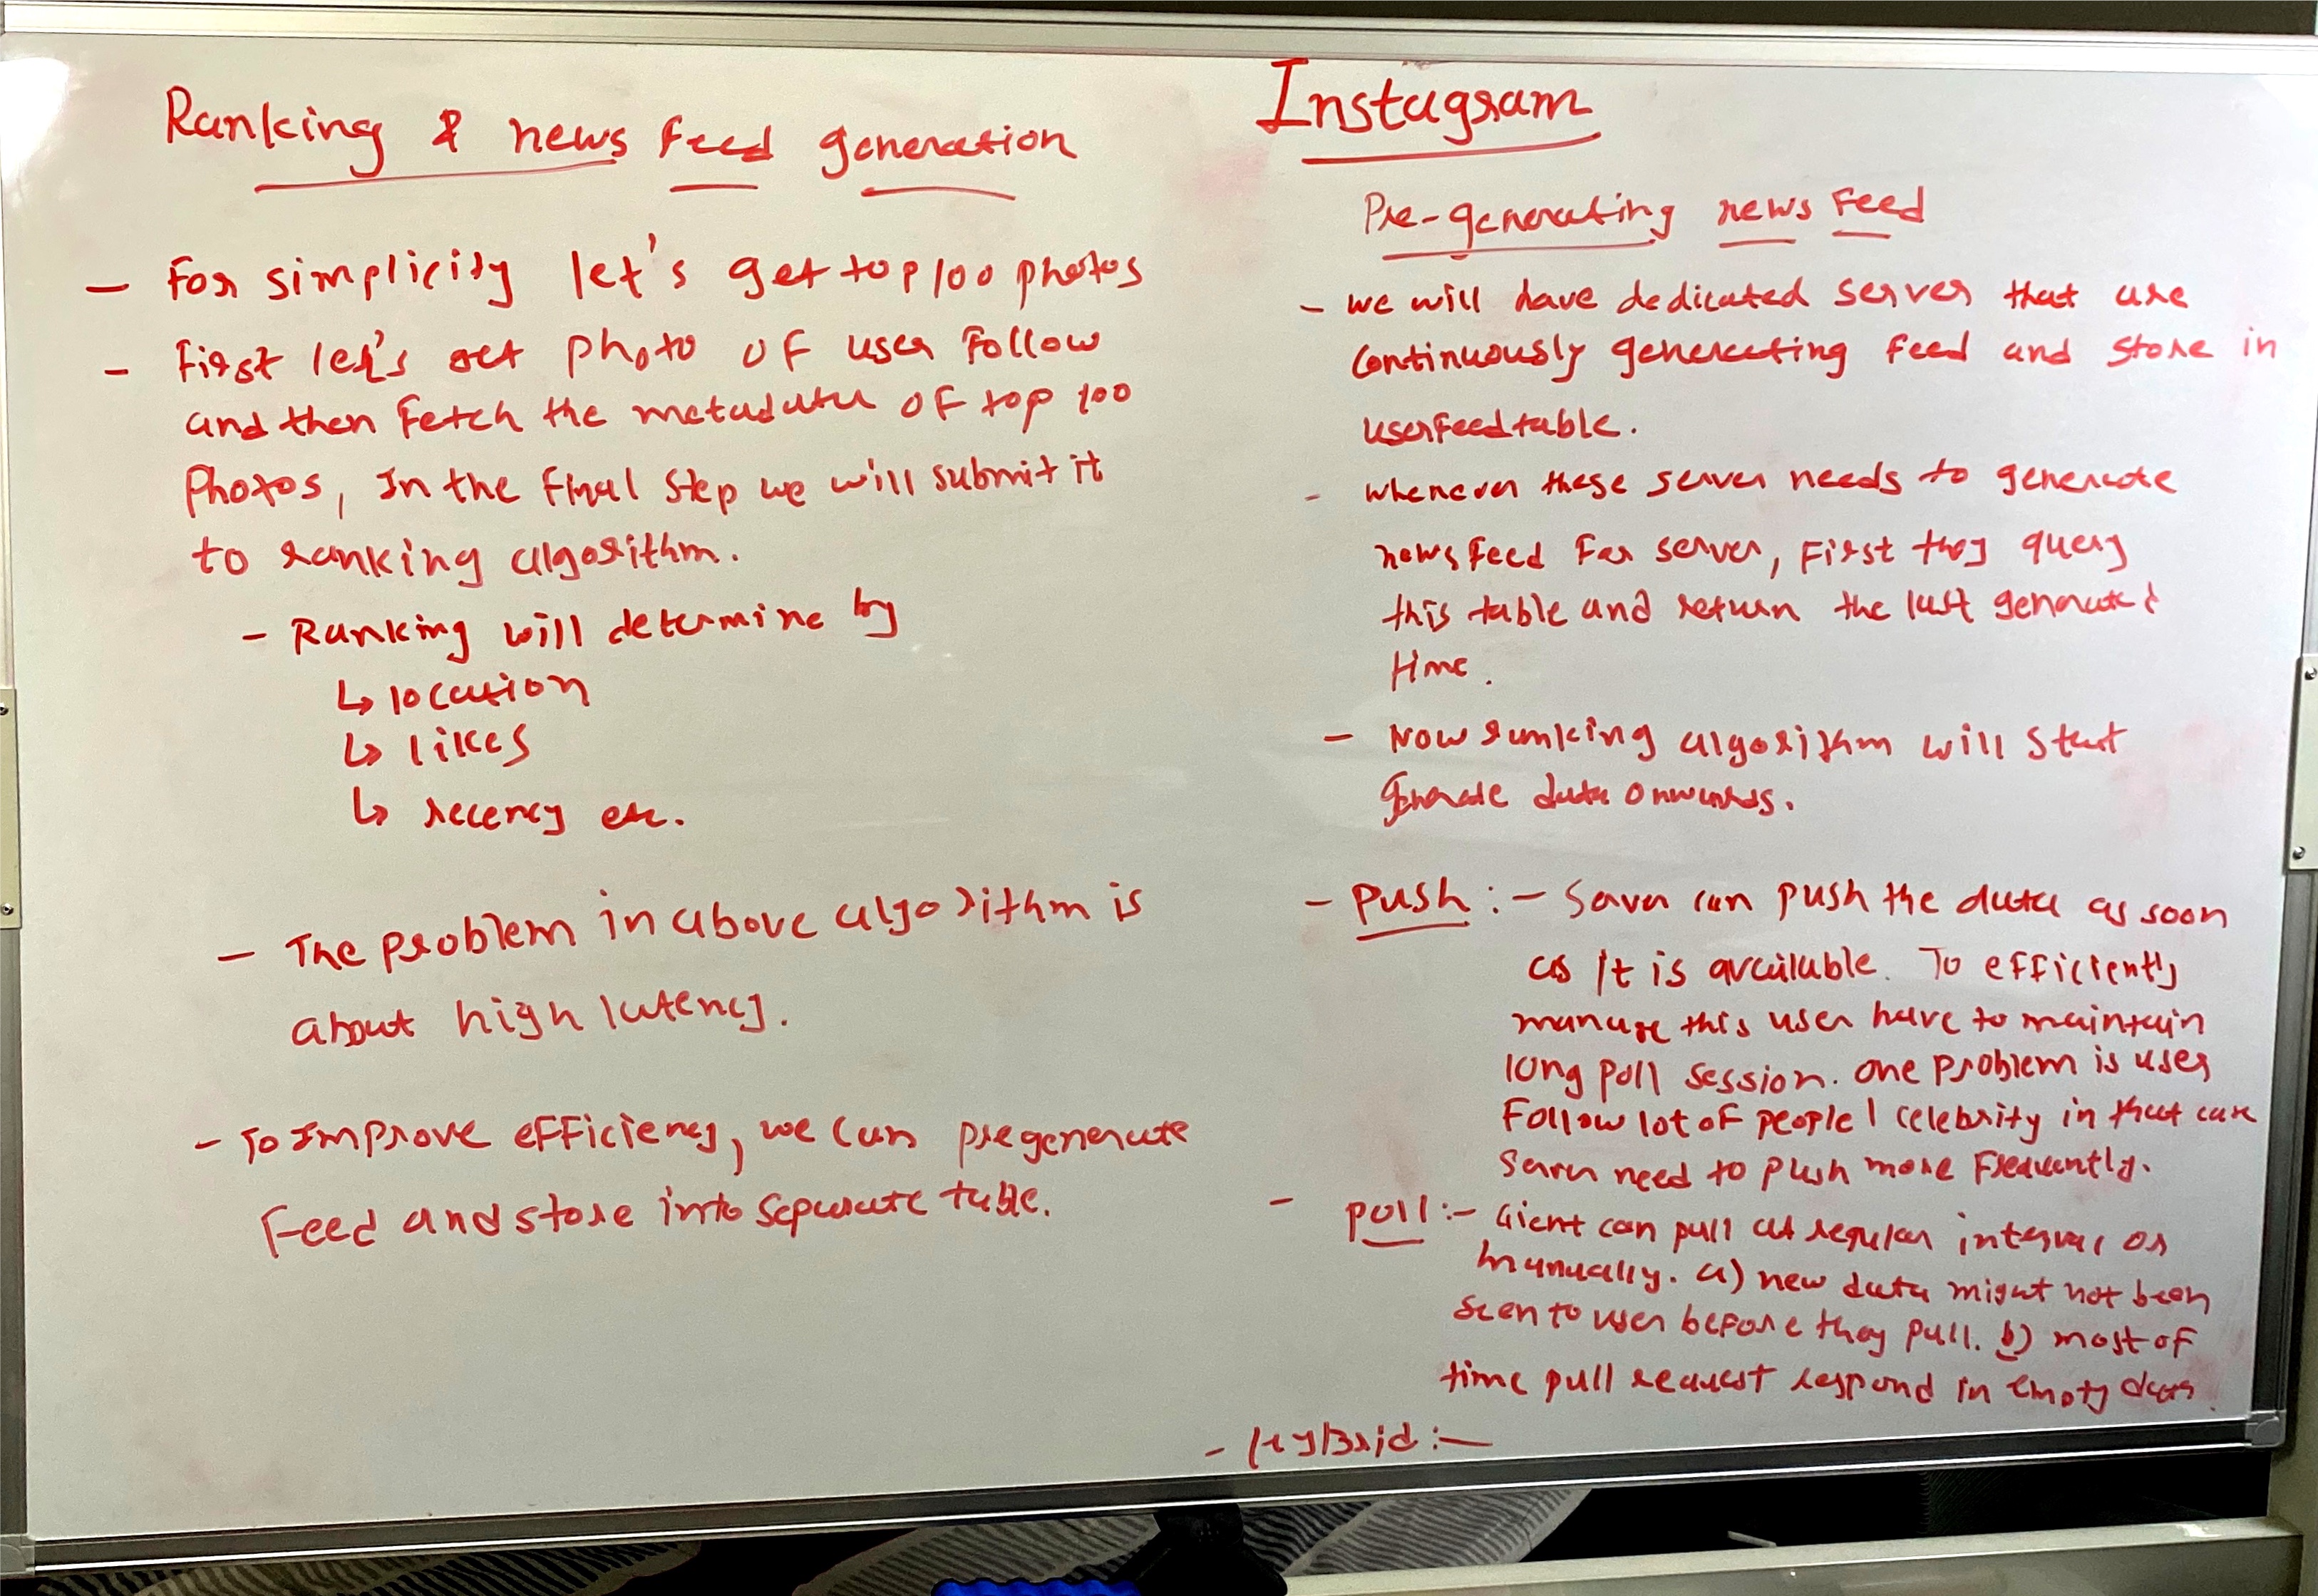 Ranking & news feed generation
- For simplicity let's get top 100 photos
- First let's get photo of user follow
and then fetch the metadata of top 100
photos, In the final step we will submit it
to ranking algorithm.
- Ranking will determine by
↳ location
↳ likes
↳ recency etc.
- The problem in above algorithm is
about high latency.
- To Improve efficiency, we can pregenerate
Feed and store into separate table.
Instagram
Pre-generating news Feed
- we will have dedicated server that are
continuously generating feed and store in
userfeedtable.
- whenever these server needs to generate
news feed for server, First they query
this table and return the last generated
time.
- Now ranking algorithm will start
generate data onwards.
- Push :- Server can push the data as soon
as it is available. To efficiently
manage this user have to maintain
long poll session. one problem is user
follow lot of people / celebrity in that case
server need to push more frequently.
- pull :- Client can pull at regular interval or
manually. a) new data might not been
seen to user before they pull. b) most of
time pull request respond in empty data.
- Hybrid :-